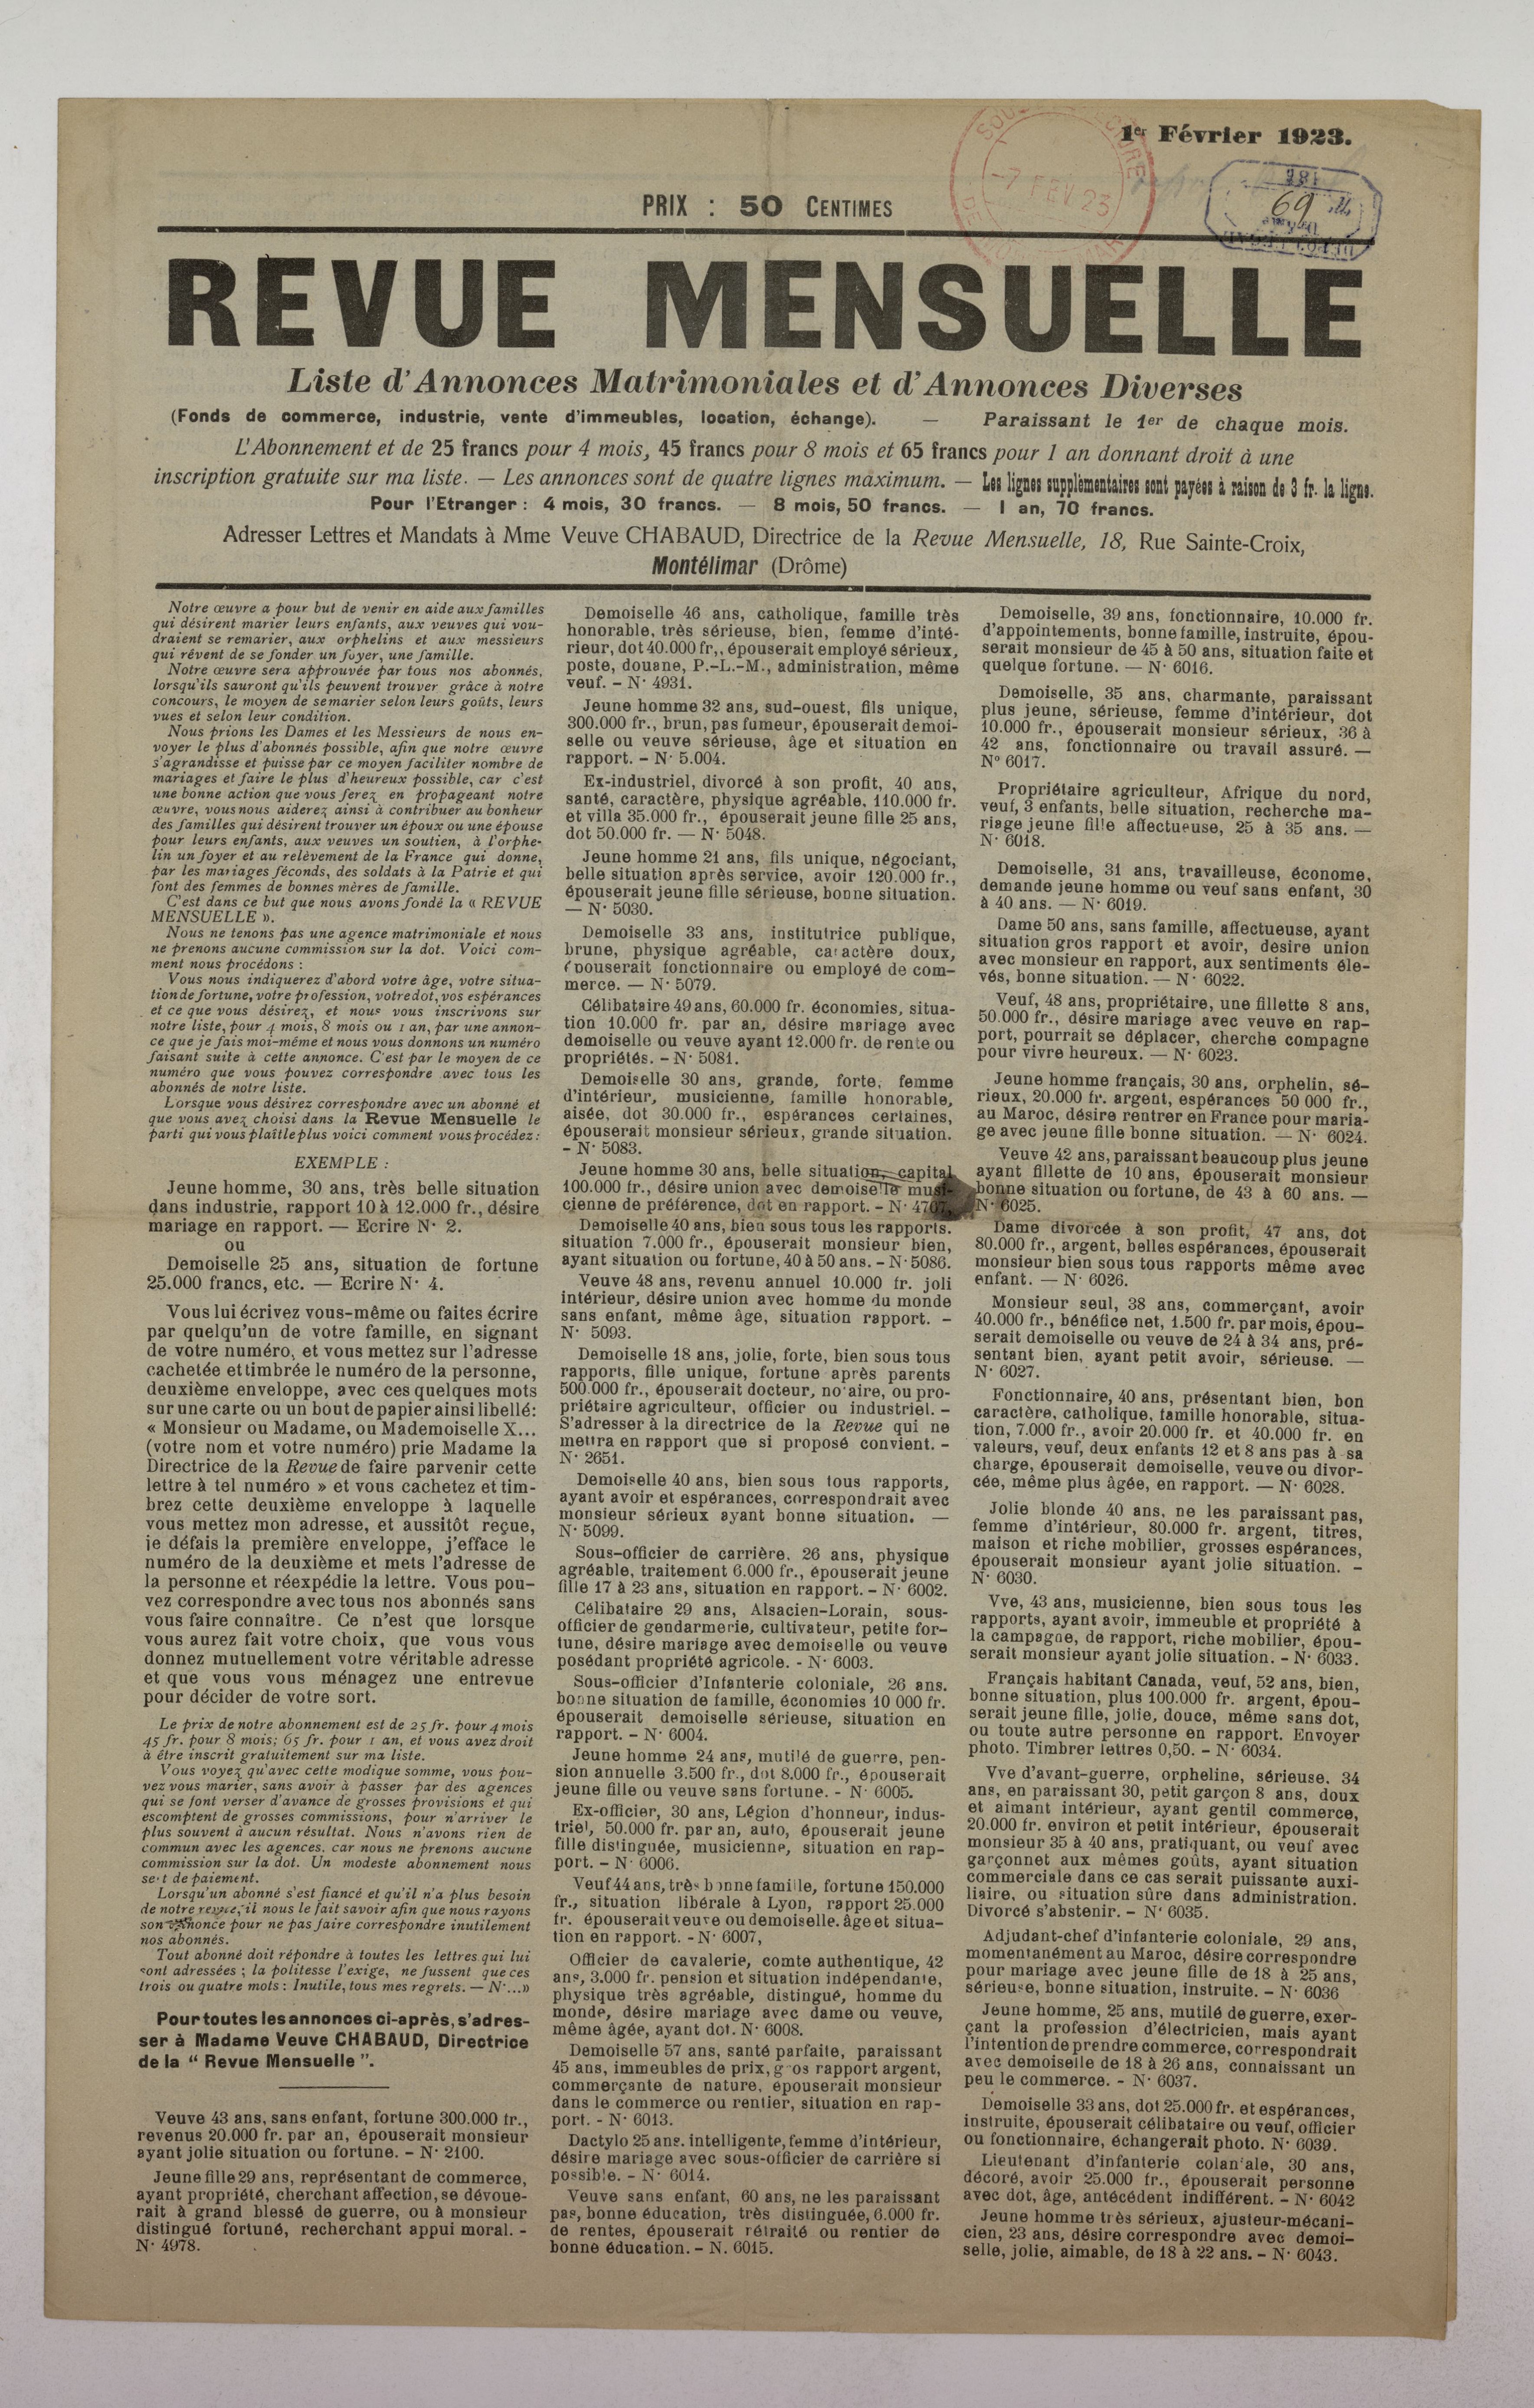 1er Février 1923.
-7 FEV 23
69
PRIX : 50 CENTIMES
REVUE MENSUELLE
Liste d'Annonces Matrimoniales et d'Annonces Diverses
(Fonds de commerce, industrie, vente d'immeubles, location, échange). — Paraissant le 1er de chaque mois.
L'Abonnement et de 25 francs pour 4 mois, 45 francs pour 8 mois et 65 francs pour 1 an donnant droit à une
inscription gratuite sur ma liste. — Les annonces sont de quatre lignes maximum. — Les lignes supplémentaires sont payées à raison de 3 fr. la ligne.
Pour l'Etranger : 4 mois, 30 francs. — 8 mois, 50 francs. — 1 an, 70 francs.
Adresser Lettres et Mandats à Mme Veuve CHABAUD, Directrice de la Revue Mensuelle, 18, Rue Sainte-Croix,
Montélimar (Drôme)
Notre œuvre a pour but de venir en aide aux familles
qui désirent marier leurs enfants, aux veuves qui vou-
draient se remarier, aux orphelins et aux messieurs
qui rêvent de se fonder un foyer, une famille.
Notre œuvre sera approuvée par tous nos abonnés,
lorsqu'ils sauront qu'ils peuvent trouver grâce à notre
concours, le moyen de semarier selon leurs goûts, leurs
vues et selon leur condition.
Nous prions les Dames et les Messieurs de nous en-
voyer le plus d'abonnés possible, afin que notre œuvre
s'agrandisse et puisse par ce moyen faciliter nombre de
mariages et faire le plus d'heureux possible, car c'est
une bonne action que vous ferez en propageant notre
œuvre, vous nous aiderez ainsi à contribuer au bonheur
des familles qui désirent trouver un époux ou une épouse
pour leurs enfants, aux veuves un soutien, à l'orphe-
lin un foyer et au relèvement de la France qui donne,
par les mariages féconds, des soldats à la Patrie et qui
font des femmes de bonnes mères de famille.
C'est dans ce but que nous avons fondé la « REVUE
MENSUELLE ».
Nous ne tenons pas une agence matrimoniale et nous
ne prenons aucune commission sur la dot. Voici com-
ment nous procédons :
Vous nous indiquerez d'abord votre âge, votre situa-
tion de fortune, votre profession, votre dot, vos espérances
et ce que vous désirez, et nous vous inscrivons sur
notre liste, pour 4 mois, 8 mois ou 1 an, par une annon-
ce que je fais moi-même et nous vous donnons un numéro
faisant suite à cette annonce. C'est par le moyen de ce
numéro que vous pouvez correspondre avec tous les
abonnés de notre liste.
Lorsque vous désirez correspondre avec un abonné et
que vous avez choisi dans la Revue Mensuelle le
parti qui vous plaît le plus voici comment vous procédez :
EXEMPLE :
Jeune homme, 30 ans, très belle situation
dans industrie, rapport 10 à 12.000 fr., désire
mariage en rapport. — Ecrire N· 2.
ou
Demoiselle 25 ans, situation de fortune
25.000 francs, etc. — Ecrire N· 4.
Vous lui écrivez vous-même ou faites écrire
par quelqu'un de votre famille, en signant
de votre numéro, et vous mettez sur l'adresse
cachetée et timbrée le numéro de la personne,
deuxième enveloppe, avec ces quelques mots
sur une carte ou un bout de papier ainsi libellé:
« Monsieur ou Madame, ou Mademoiselle X...
(votre nom et votre numéro) prie Madame la
Directrice de la Revue de faire parvenir cette
lettre à tel numéro » et vous cachetez et tim-
brez cette deuxième enveloppe à laquelle
vous mettez mon adresse, et aussitôt reçue,
je défais la première enveloppe, j'efface le
numéro de la deuxième et mets l'adresse de
la personne et réexpédie la lettre. Vous pou-
vez correspondre avec tous nos abonnés sans
vous faire connaître. Ce n'est que lorsque
vous aurez fait votre choix, que vous vous
donnez mutuellement votre véritable adresse
et que vous vous ménagez une entrevue
pour décider de votre sort.
Le prix de notre abonnement est de 25 fr. pour 4 mois
45 fr. pour 8 mois; 65 fr. pour 1 an, et vous avez droit
à être inscrit gratuitement sur ma liste.
Vous voyez qu'avec cette modique somme, vous pou-
vez vous marier, sans avoir à passer par des agences
qui se font verser d'avance de grosses provisions et qui
escomptent de grosses commissions, pour n'arriver le
plus souvent à aucun résultat. Nous n'avons rien de
commun avec les agences, car nous ne prenons aucune
commission sur la dot. Un modeste abonnement nous
sert de paiement.
Lorsqu'un abonné s'est fiancé et qu'il n'a plus besoin
de notre revue, il nous le fait savoir afin que nous rayons
son annonce pour ne pas faire correspondre inutilement
nos abonnés.
Tout abonné doit répondre à toutes les lettres qui lui
sont adressées ; la politesse l'exige, ne fussent que ces
trois ou quatre mots : Inutile, tous mes regrets. — N·...»
Pour toutes les annonces ci-après, s'adres-
ser à Madame Veuve CHABAUD, Directrice
de la “ Revue Mensuelle ”.
Veuve 43 ans, sans enfant, fortune 300.000 fr.,
revenus 20.000 fr. par an, épouserait monsieur
ayant jolie situation ou fortune. - N· 2100.
Jeune fille 29 ans, représentant de commerce,
ayant propriété, cherchant affection, se dévoue-
rait à grand blessé de guerre, ou à monsieur
distingué fortuné, recherchant appui moral. -
N· 4978.
Demoiselle 46 ans, catholique, famille très
honorable, très sérieuse, bien, femme d'inté-
rieur, dot 40.000 fr,, épouserait employé sérieux,
poste, douane, P.-L.-M., administration, même
veuf. - N· 4931.
Jeune homme 32 ans, sud-ouest, fils unique,
300.000 fr., brun, pas fumeur, épouserait demoi-
selle ou veuve sérieuse, âge et situation en
rapport. - N· 5.004.
Ex-industriel, divorcé à son profit, 40 ans,
santé, caractère, physique agréable, 110.000 fr.
et villa 35.000 fr., épouserait jeune fille 25 ans,
dot 50.000 fr. — N· 5048.
Jeune homme 21 ans, fils unique, négociant,
belle situation après service, avoir 120.000 fr.,
épouserait jeune fille sérieuse, bonne situation.
— N· 5030.
Demoiselle 33 ans, institutrice publique,
brune, physique agréable, caractère doux,
épouserait fonctionnaire ou employé de com-
merce. — N· 5079.
Célibataire 49 ans, 60.000 fr. économies, situa-
tion 10.000 fr. par an, désire mariage avec
demoiselle ou veuve ayant 12.000 fr. de rente ou
propriétés. - N· 5081.
Demoiselle 30 ans, grande, forte, femme
d'intérieur, musicienne, famille honorable,
aisée, dot 30.000 fr., espérances certaines,
épouserait monsieur sérieux, grande situation.
- N· 5083.
Jeune homme 30 ans, belle situation, capital
100.000 fr., désire union avec demoiselle musi-
cienne de préférence, dot en rapport. - N· 4707.
Demoiselle 40 ans, bien sous tous les rapports.
situation 7.000 fr., épouserait monsieur bien,
ayant situation ou fortune, 40 à 50 ans. - N· 5086.
Veuve 48 ans, revenu annuel 10.000 fr. joli
intérieur, désire union avec homme du monde
sans enfant, même âge, situation rapport. -
N· 5093.
Demoiselle 18 ans, jolie, forte, bien sous tous
rapports, fille unique, fortune après parents
500.000 fr., épouserait docteur, notaire, ou pro-
priétaire agriculteur, officier ou industriel. -
S'adresser à la directrice de la Revue qui ne
mettra en rapport que si proposé convient. -
N· 2651.
Demoiselle 40 ans, bien sous tous rapports,
ayant avoir et espérances, correspondrait avec
monsieur sérieux ayant bonne situation. —
N· 5099.
Sous-officier de carrière, 26 ans, physique
agréable, traitement 6.000 fr., épouserait jeune
fille 17 à 23 ans, situation en rapport. - N· 6002.
Célibataire 29 ans, Alsacien-Lorain, sous-
officier de gendarmerie, cultivateur, petite for-
tune, désire mariage avec demoiselle ou veuve
posédant propriété agricole. - N· 6003.
Sous-officier d'Infanterie coloniale, 26 ans.
bonne situation de famille, économies 10 000 fr.
épouserait demoiselle sérieuse, situation en
rapport. - N· 6004.
Jeune homme 24 ans, mutilé de guerre, pen-
sion annuelle 3.500 fr., dot 8.000 fr., épouserait
jeune fille ou veuve sans fortune. - N· 6005.
Ex-officier, 30 ans, Légion d'honneur, indus-
triel, 50.000 fr. par an, auto, épouserait jeune
fille distinguée, musicienne, situation en rap-
port. - N· 6006.
Veuf 44 ans, très bonne famille, fortune 150.000
fr., situation libérale à Lyon, rapport 25.000
fr. épouserait veuve ou demoiselle. âge et situa-
tion en rapport. - N· 6007,
Officier de cavalerie, comte authentique, 42
ans, 3.000 fr. pension et situation indépendante,
physique très agréable, distingué, homme du
monde, désire mariage avec dame ou veuve,
même âgée, ayant dot. N· 6008.
Demoiselle 57 ans, santé parfaite, paraissant
45 ans, immeubles de prix, gros rapport argent,
commerçante de nature, épouserait monsieur
dans le commerce ou rentier, situation en rap-
port. - N· 6013.
Dactylo 25 ans. intelligente, femme d'intérieur,
désire mariage avec sous-officier de carrière si
possible. - N· 6014.
Veuve sans enfant, 60 ans, ne les paraissant
pas, bonne éducation, très distinguée, 6.000 fr.
de rentes, épouserait retraité ou rentier de
bonne éducation. - N. 6015.
Demoiselle, 39 ans, fonctionnaire, 10.000 fr.
d'appointements, bonne famille, instruite, épou-
serait monsieur de 45 à 50 ans, situation faite et
quelque fortune. — N· 6016.
Demoiselle, 35 ans, charmante, paraissant
plus jeune, sérieuse, femme d'intérieur, dot
10.000 fr., épouserait monsieur sérieux, 36 à
42 ans, fonctionnaire ou travail assuré. —
N° 6017.
Propriétaire agriculteur, Afrique du nord,
veuf, 3 enfants, belle situation, recherche ma-
riage jeune fille affectueuse, 25 à 35 ans. —
N· 6018.
Demoiselle, 31 ans, travailleuse, économe,
demande jeune homme ou veuf sans enfant, 30
à 40 ans. — N· 6019.
Dame 50 ans, sans famille, affectueuse, ayant
situation gros rapport et avoir, désire union
avec monsieur en rapport, aux sentiments éle-
vés, bonne situation. — N· 6022.
Veuf, 48 ans, propriétaire, une fillette 8 ans,
50.000 fr., désire mariage avec veuve en rap-
port, pourrait se déplacer, cherche compagne
pour vivre heureux. — N· 6023.
Jeune homme français, 30 ans, orphelin, sé-
rieux, 20.000 fr. argent, espérances 50 000 fr.,
au Maroc, désire rentrer en France pour maria-
ge avec jeune fille bonne situation. — N· 6024.
Veuve 42 ans, paraissant beaucoup plus jeune
ayant fillette de 10 ans, épouserait monsieur
bonne situation ou fortune, de 43 à 60 ans. —
N· 6025.
Dame divorcée à son profit, 47 ans, dot
80.000 fr., argent, belles espérances, épouserait
monsieur bien sous tous rapports même avec
enfant. — N· 6026.
Monsieur seul, 38 ans, commerçant, avoir
40.000 fr., bénéfice net, 1.500 fr. par mois, épou-
serait demoiselle ou veuve de 24 à 34 ans, pré-
sentant bien, ayant petit avoir, sérieuse. —
N· 6027.
Fonctionnaire, 40 ans, présentant bien, bon
caractère, catholique, famille honorable, situa-
tion, 7.000 fr., avoir 20.000 fr. et 40.000 fr. en
valeurs, veuf, deux enfants 12 et 8 ans pas à sa
charge, épouserait demoiselle, veuve ou divor-
cée, même plus âgée, en rapport. — N· 6028.
Jolie blonde 40 ans, ne les paraissant pas,
femme d'intérieur, 80.000 fr. argent, titres,
maison et riche mobilier, grosses espérances,
épouserait monsieur ayant jolie situation. -
N· 6030.
Vve, 43 ans, musicienne, bien sous tous les
rapports, ayant avoir, immeuble et propriété à
la campagne, de rapport, riche mobilier, épou-
serait monsieur ayant jolie situation. - N· 6033.
Français habitant Canada, veuf, 52 ans, bien,
bonne situation, plus 100.000 fr. argent, épou-
serait jeune fille, jolie, douce, même sans dot,
ou toute autre personne en rapport. Envoyer
photo. Timbrer lettres 0,50. - N· 6034.
Vve d'avant-guerre, orpheline, sérieuse, 34
ans, en paraissant 30, petit garçon 8 ans, doux
et aimant intérieur, ayant gentil commerce,
20.000 fr. environ et petit intérieur, épouserait
monsieur 35 à 40 ans, pratiquant, ou veuf avec
garçonnet aux mêmes goûts, ayant situation
commerciale dans ce cas serait puissante auxi-
liaire, ou situation sûre dans administration.
Divorcé s'abstenir. - N· 6035.
Adjudant-chef d'infanterie coloniale, 29 ans,
momentanément au Maroc, désire correspondre
pour mariage avec jeune fille de 18 à 25 ans,
sérieuse, bonne situation, instruite. - N· 6036
Jeune homme, 25 ans, mutilé de guerre, exer-
çant la profession d'électricien, mais ayant
l'intention de prendre commerce, correspondrait
avec demoiselle de 18 à 26 ans, connaissant un
peu le commerce. - N· 6037.
Demoiselle 33 ans, dot 25.000 fr. et espérances,
instruite, épouserait célibataire ou veuf, officier
ou fonctionnaire, échangerait photo. N· 6039.
Lieutenant d'infanterie coloniale, 30 ans,
décoré, avoir 25.000 fr., épouserait personne
avec dot, âge, antécédent indifférent. - N· 6042
Jeune homme très sérieux, ajusteur-mécani-
cien, 23 ans, désire correspondre avec demoi-
selle, jolie, aimable, de 18 à 22 ans. - N· 6043.